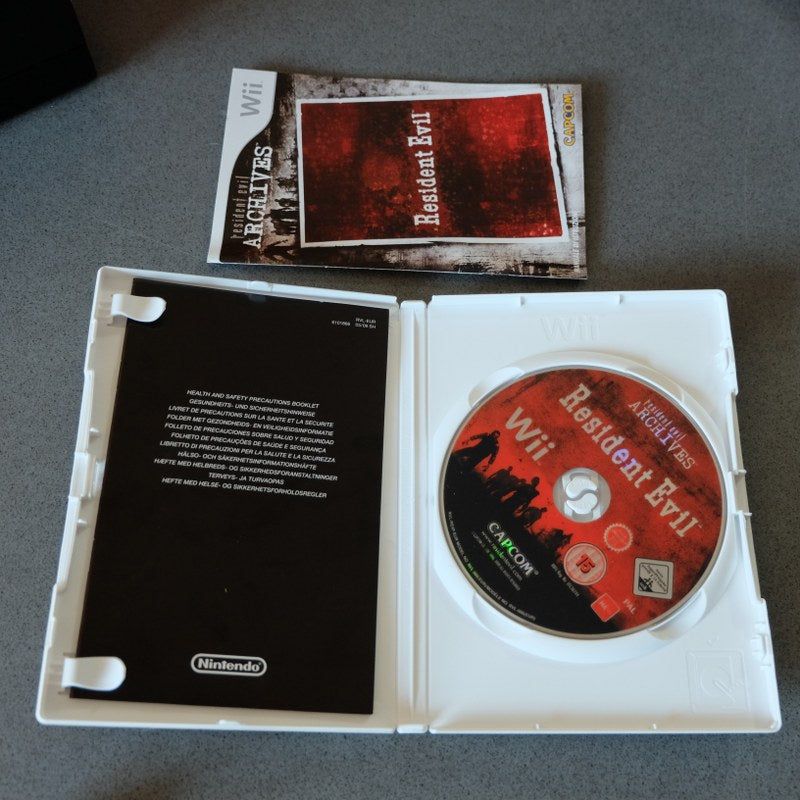 Wii
resident evil
ARCHIVES
Resident Evil
CAPCOM
RVL-EUR
HEALTH AND SAFETY PRECAUTIONS BOOKLET
GESUNDHEITS- UND SICHERHEITSHINWEISE
LIVRET DE PRECAUTIONS SUR LA SANTE ET LA SECURITE
FOLDER MET GEZONDHEIDS- EN VEILIGHEIDSINFORMATIE
FOLLETO DE PRECAUCIONES SOBRE SALUD Y SEGURIDAD
FOLHETO DE PRECAUÇÕES DE SAÚDE E SEGURANÇA
LIBRETTO DI PRECAUZIONI PER LA SALUTE E LA SICUREZZA
HÄLSO- OCH SÄKERHETSINFORMATIONSHÄFTE
HÆFTE MED HELBREDS- OG SIKKERHEDSFORANSTALTNINGER
TERVEYS- JA TURVAOPAS
HEFTE MED HELSE- OG SIKKERHETSFORHOLDSREGLER
Nintendo
Wii
resident evil
ARCHIVES
Resident Evil
Wii
CAPCOM
15
PAL